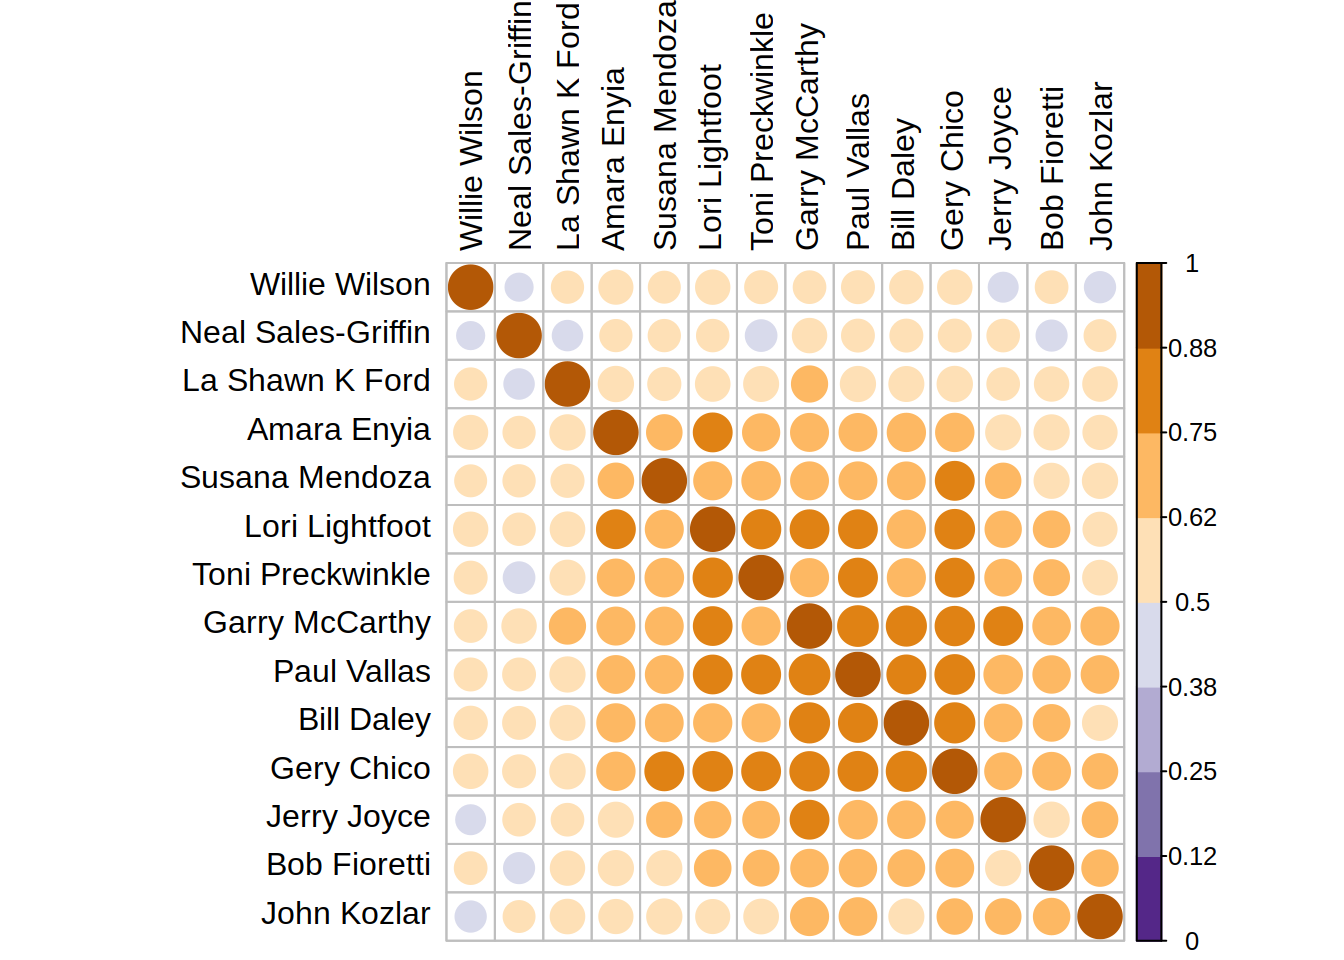 Willie Wilson
Neal Sales-Griffin
La Shawn K Ford
Amara Enyia
Susana Mendoza
Lori Lightfoot
Toni Preckwinkle
Garry McCarthy
Paul Vallas
Bill Daley
Gery Chico
Jerry Joyce
Bob Fioretti
John Kozlar
Willie Wilson
Neal Sales-Griffin
La Shawn K Ford
Amara Enyia
Susana Mendoza
Lori Lightfoot
Toni Preckwinkle
Garry McCarthy
Paul Vallas
Bill Daley
Gery Chico
Jerry Joyce
Bob Fioretti
John Kozlar
1
0.88
0.75
0.62
0.5
0.38
0.25
0.12
0